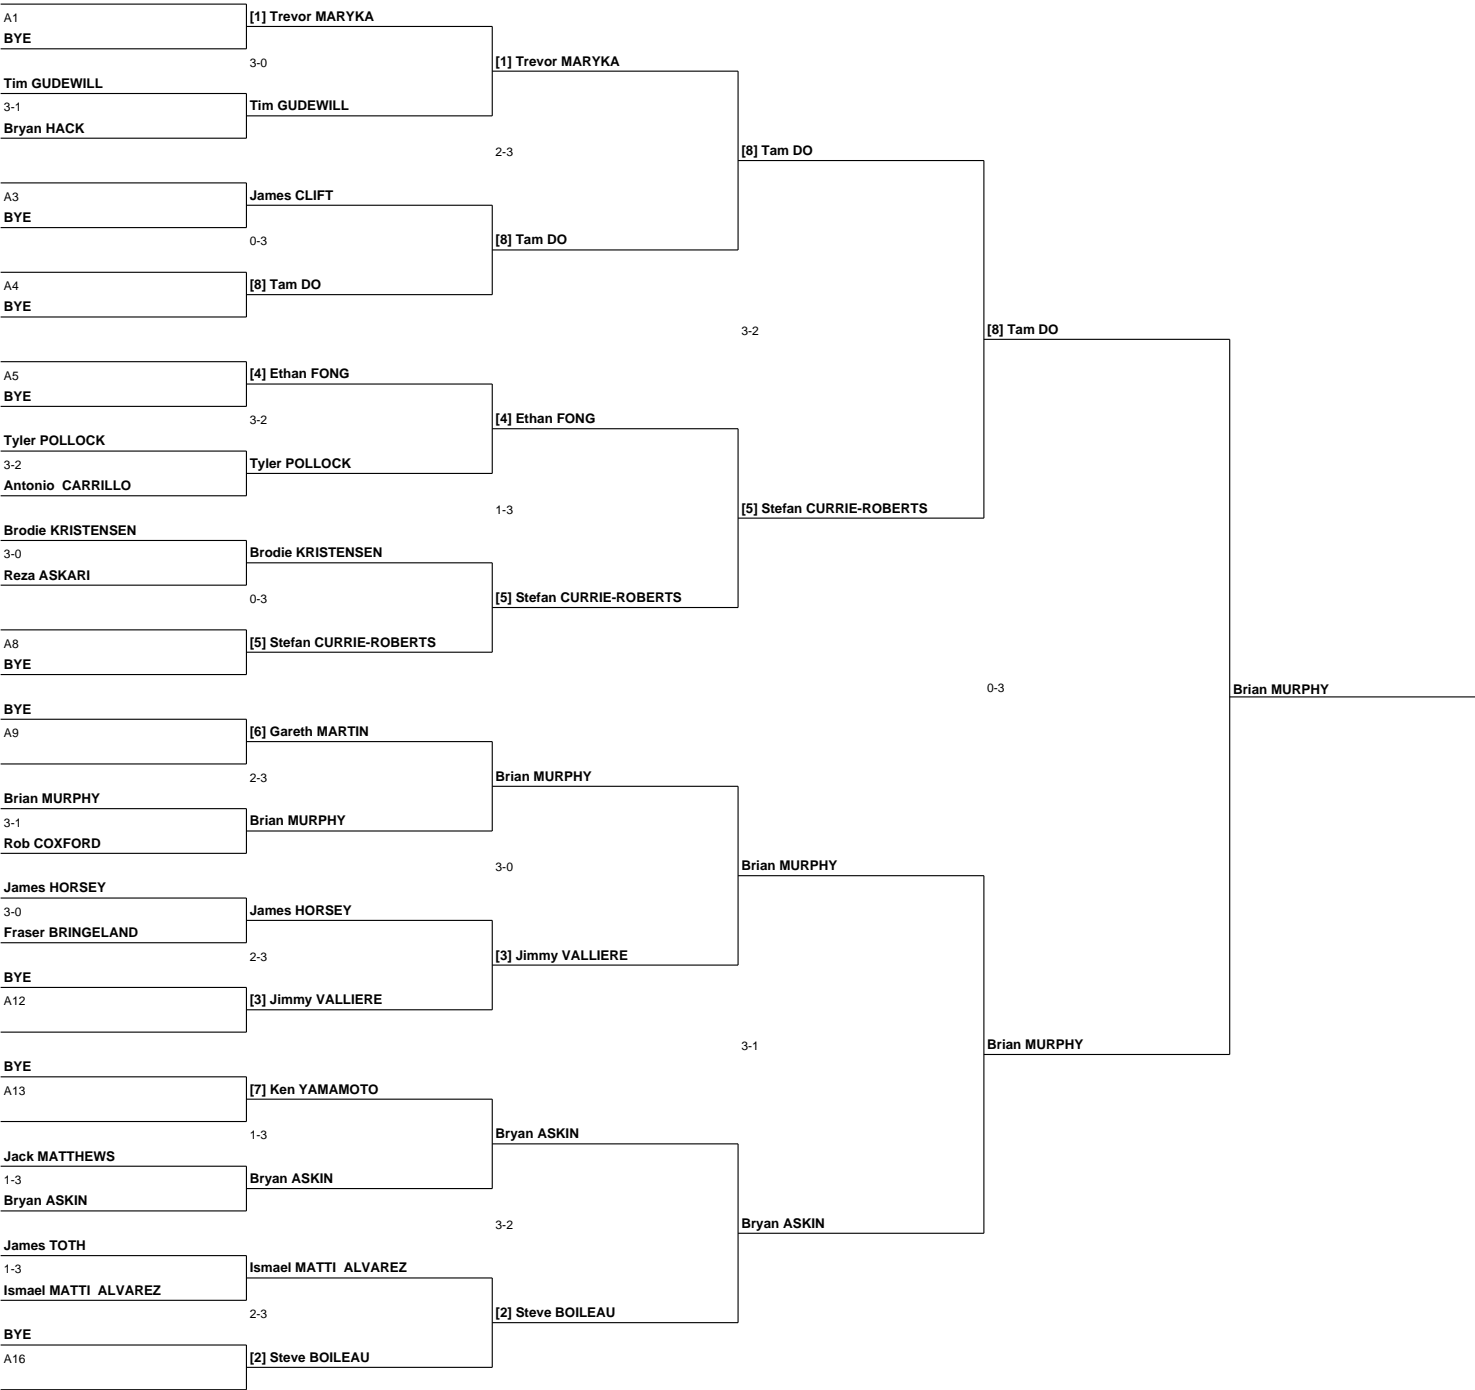 A1
BYE
[1] Trevor MARYKA
3-0
[1] Trevor MARYKA
Tim GUDEWILL
3-1
Bryan HACK
Tim GUDEWILL
2-3
[8] Tam DO
A3
BYE
James CLIFT
0-3
[8] Tam DO
A4
BYE
[8] Tam DO
3-2
[8] Tam DO
A5
BYE
[4] Ethan FONG
3-2
[4] Ethan FONG
Tyler POLLOCK
3-2
Antonio  CARRILLO
Tyler POLLOCK
1-3
[5] Stefan CURRIE-ROBERTS
Brodie KRISTENSEN
3-0
Reza ASKARI
Brodie KRISTENSEN
0-3
[5] Stefan CURRIE-ROBERTS
A8
BYE
[5] Stefan CURRIE-ROBERTS
0-3
Brian MURPHY
BYE
A9
[6] Gareth MARTIN
2-3
Brian MURPHY
Brian MURPHY
3-1
Rob COXFORD
Brian MURPHY
3-0
Brian MURPHY
James HORSEY
3-0
Fraser BRINGELAND
James HORSEY
2-3
[3] Jimmy VALLIERE
BYE
A12
[3] Jimmy VALLIERE
3-1
Brian MURPHY
BYE
A13
[7] Ken YAMAMOTO
1-3
Bryan ASKIN
Jack MATTHEWS
1-3
Bryan ASKIN
Bryan ASKIN
3-2
Bryan ASKIN
James TOTH
1-3
Ismael MATTI  ALVAREZ
Ismael MATTI  ALVAREZ
2-3
[2] Steve BOILEAU
BYE
A16
[2] Steve BOILEAU